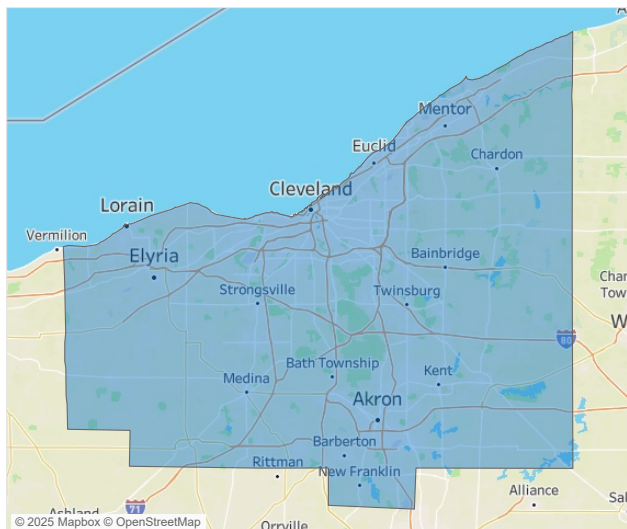 Mentor
Euclid
Chardon
Cleveland
Lorain
Vermilion
Elyria
Bainbridge
Strongsville
Twinsburg
80
Bath Township
Medina
Kent
Akron
Barberton
Rittman
New Franklin
Alliance
71
Ashland
Orrville
© 2025 Mapbox © OpenStreetMap